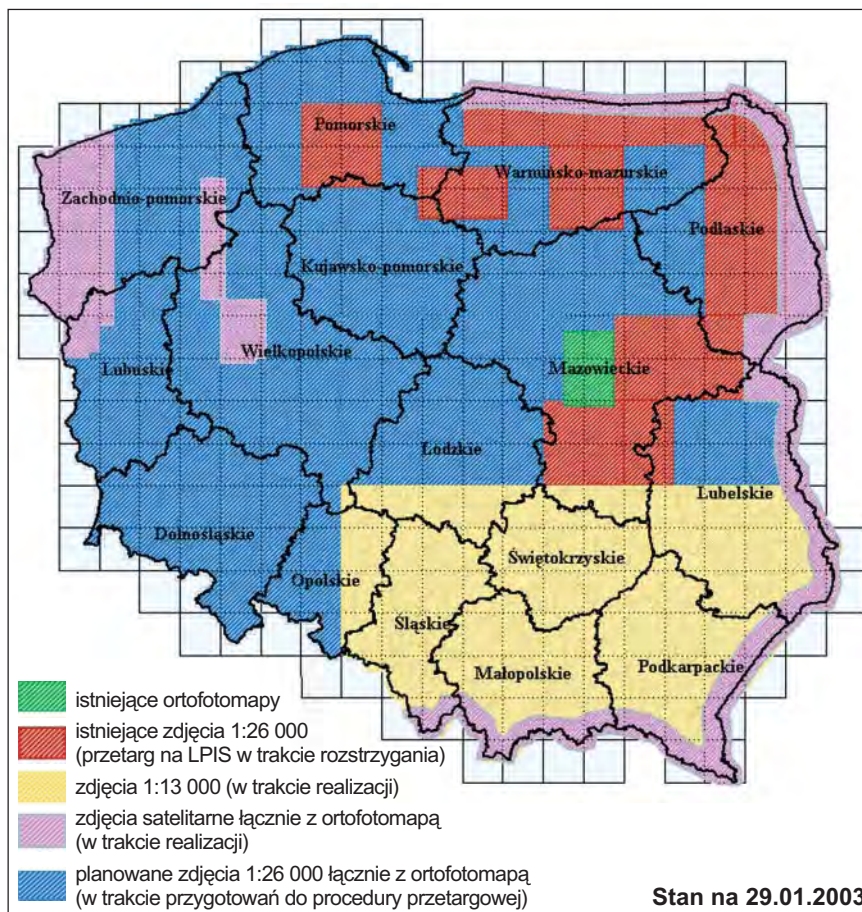 Pomorskie
Warmińsko-mazurskie
Zachodnio-pomorskie
Podlaskie
Kujawsko-pomorskie
Wielkopolskie
Mazowieckie
Lubuskie
Łodzkie
Lubelskie
Dolnośląskie
Opolskie
Świętokrzyskie
Śląskie
Małopolskie
Podkarpackie
istniejące ortofotomapy
istniejące zdjęcia 1:26 000
(przetarg na LPIS w trakcie rozstrzygania)
zdjęcia 1:13 000 (w trakcie realizacji)
zdjęcia satelitarne łącznie z ortofotomapą
(w trakcie realizacji)
planowane zdjęcia 1:26 000 łącznie z ortofotomapą
(w trakcie przygotowań do procedury przetargowej)
Stan na 29.01.2003